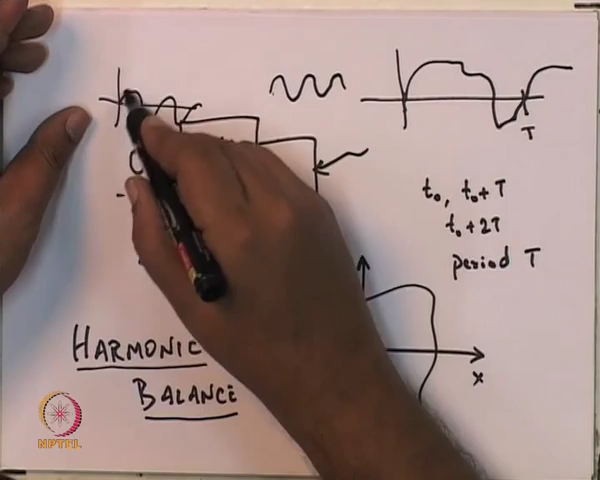 T
t₀, t₀+T
t₀+2T
period T
x
HARMONIC
BALANCE
NPTEL